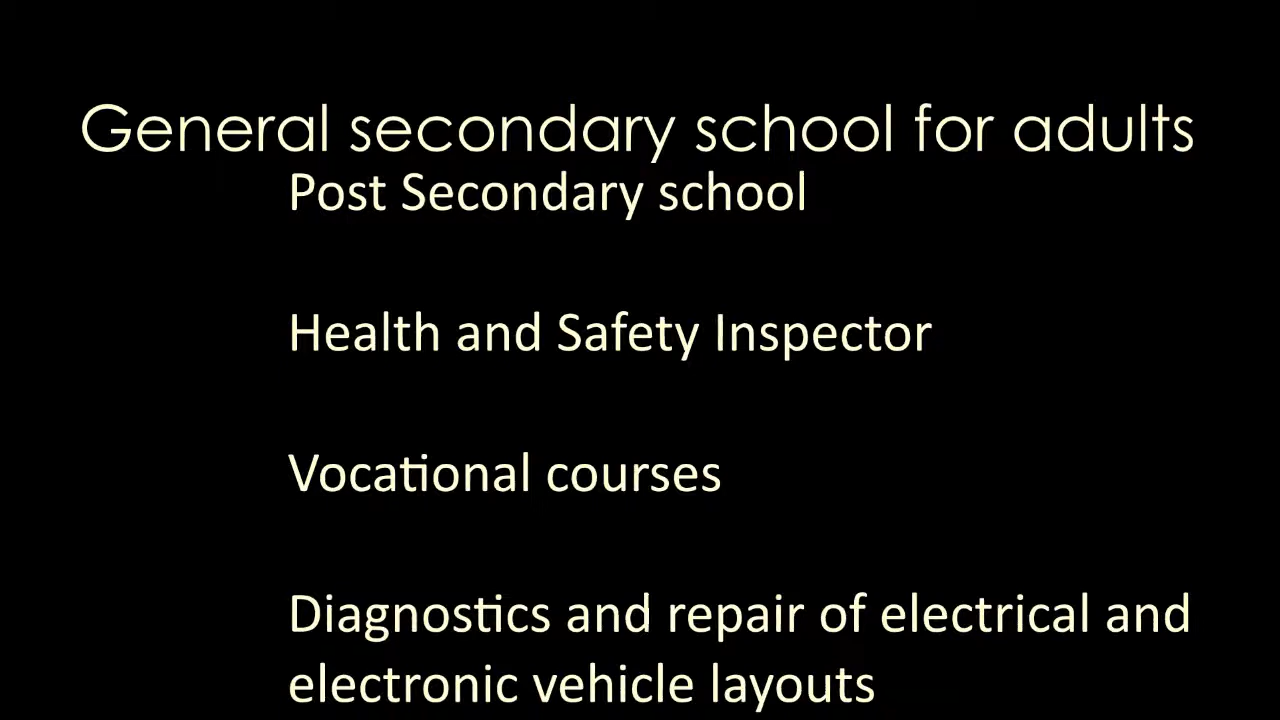 General secondary school for adults
Post Secondary school
Health and Safety Inspector
Vocational courses
Diagnostics and repair of electrical and
electronic vehicle layouts